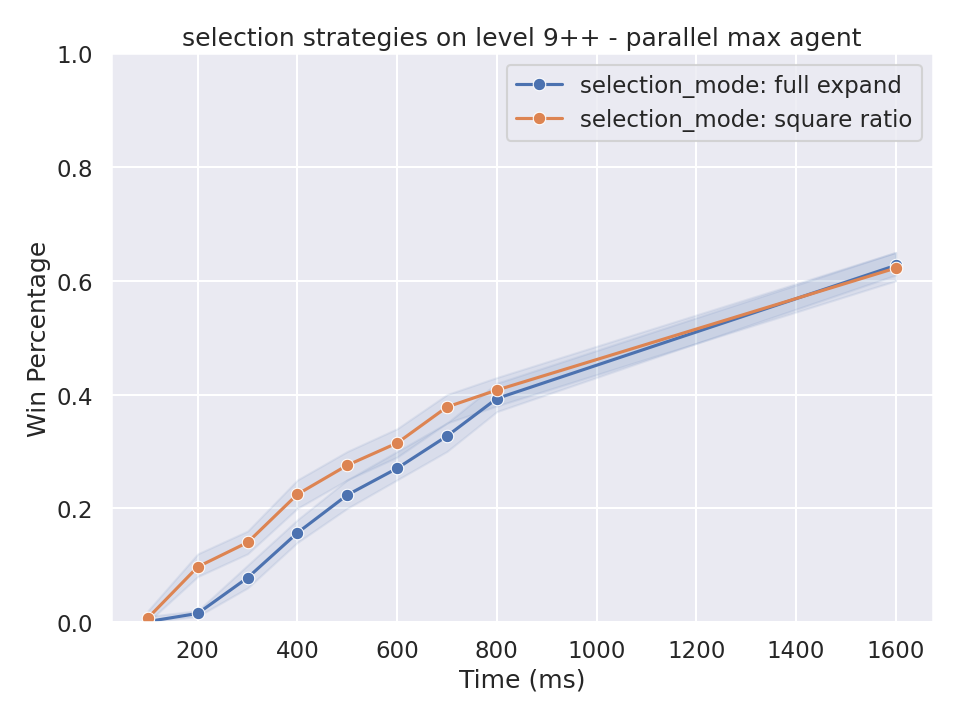 selection strategies on level 9++ - parallel max agent
selection_mode: full expand
selection_mode: square ratio
Win Percentage
1.0
0.8
0.6
0.4
0.2
0.0
200 400 600 800 1000 1200 1400 1600
Time (ms)